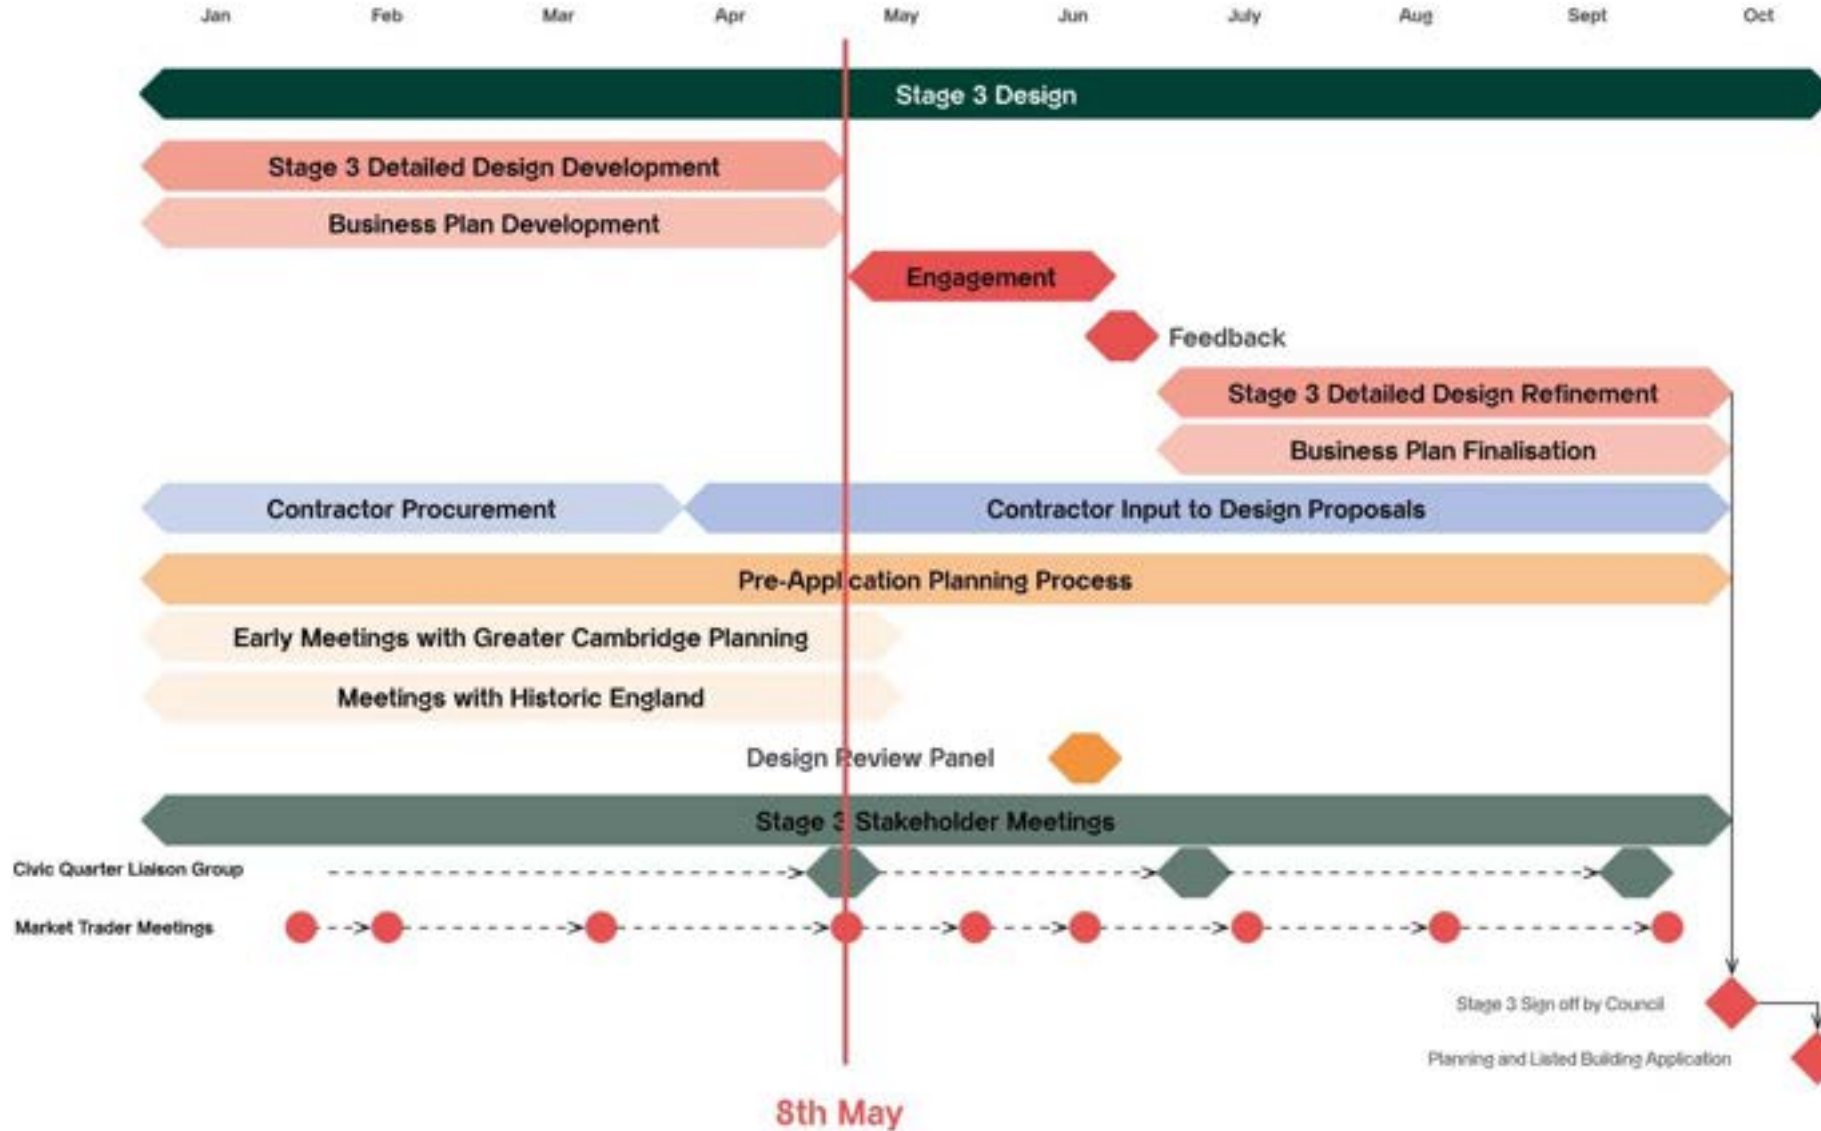 Jan Feb Mar Apr May Jun July Aug Sept Oct
Stage 3 Design
Stage 3 Detailed Design Development
Business Plan Development
Engagement
Feedback
Stage 3 Detailed Design Refinement
Business Plan Finalisation
Contractor Procurement Contractor Input to Design Proposals
Pre-Application Planning Process
Early Meetings with Greater Cambridge Planning
Meetings with Historic England
Design Review Panel
Stage 3 Stakeholder Meetings
Civic Quarter Liaison Group
Market Trader Meetings
Stage 3 Sign off by Council
Planning and Listed Building Application
8th May